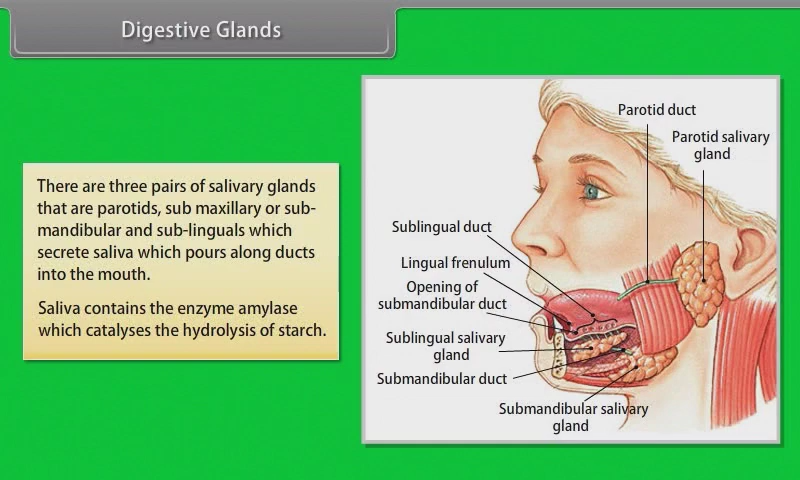 Digestive Glands
There are three pairs of salivary glands
that are parotids, sub maxillary or sub-
mandibular and sub-linguals which
secrete saliva which pours along ducts
into the mouth.
Saliva contains the enzyme amylase
which catalyses the hydrolysis of starch.
Parotid duct
Parotid salivary
gland
Sublingual duct
Lingual frenulum
Opening of
submandibular duct
Sublingual salivary
gland
Submandibular duct
Submandibular salivary
gland